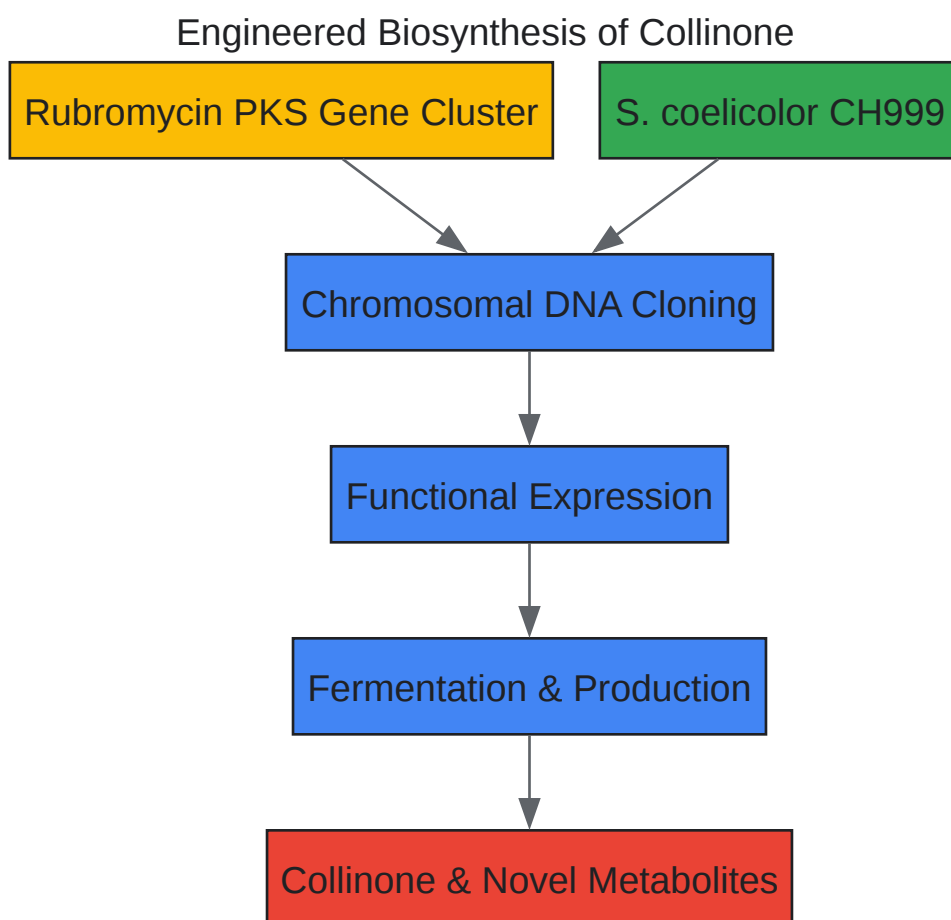 Engineered Biosynthesis of Collinone
Rubromycin PKS Gene Cluster
S. coelicolor CH999
Chromosomal DNA Cloning
Functional Expression
Fermentation & Production
Collinone & Novel Metabolites